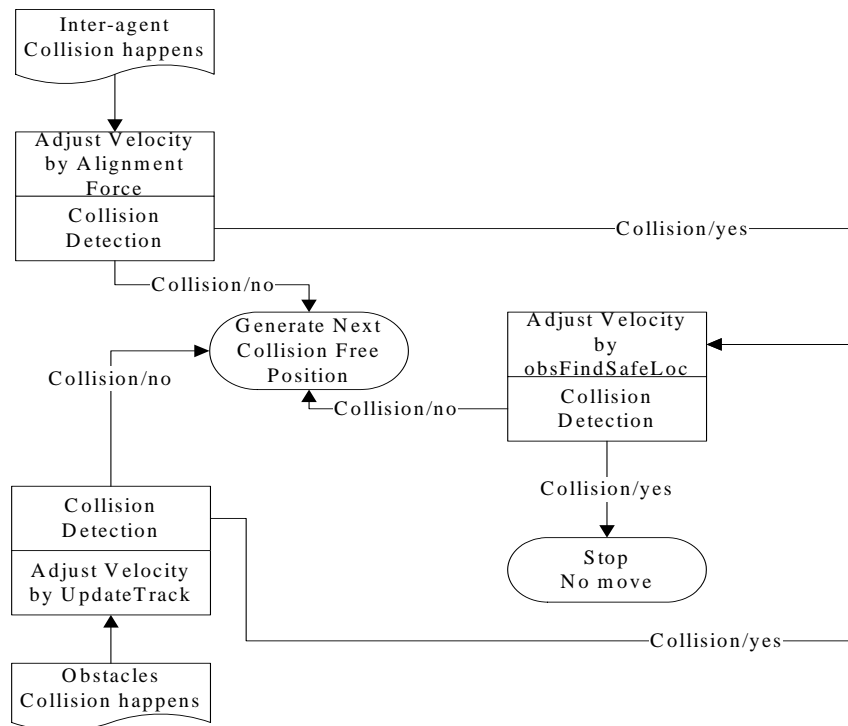 Inter-agent
Collision happens
Adjust Velocity
by Alignment
Force
Collision
Detection
Collision/yes
Collision/no
Generate Next
Collision Free
Position
Adjust Velocity
by
obsFindSafeLoc
Collision/no
Collision/no
Collision
Detection
Collision/yes
Collision
Detection
Adjust Velocity
by UpdateTrack
Stop
No move
Collision/yes
Obstacles
Collision happens